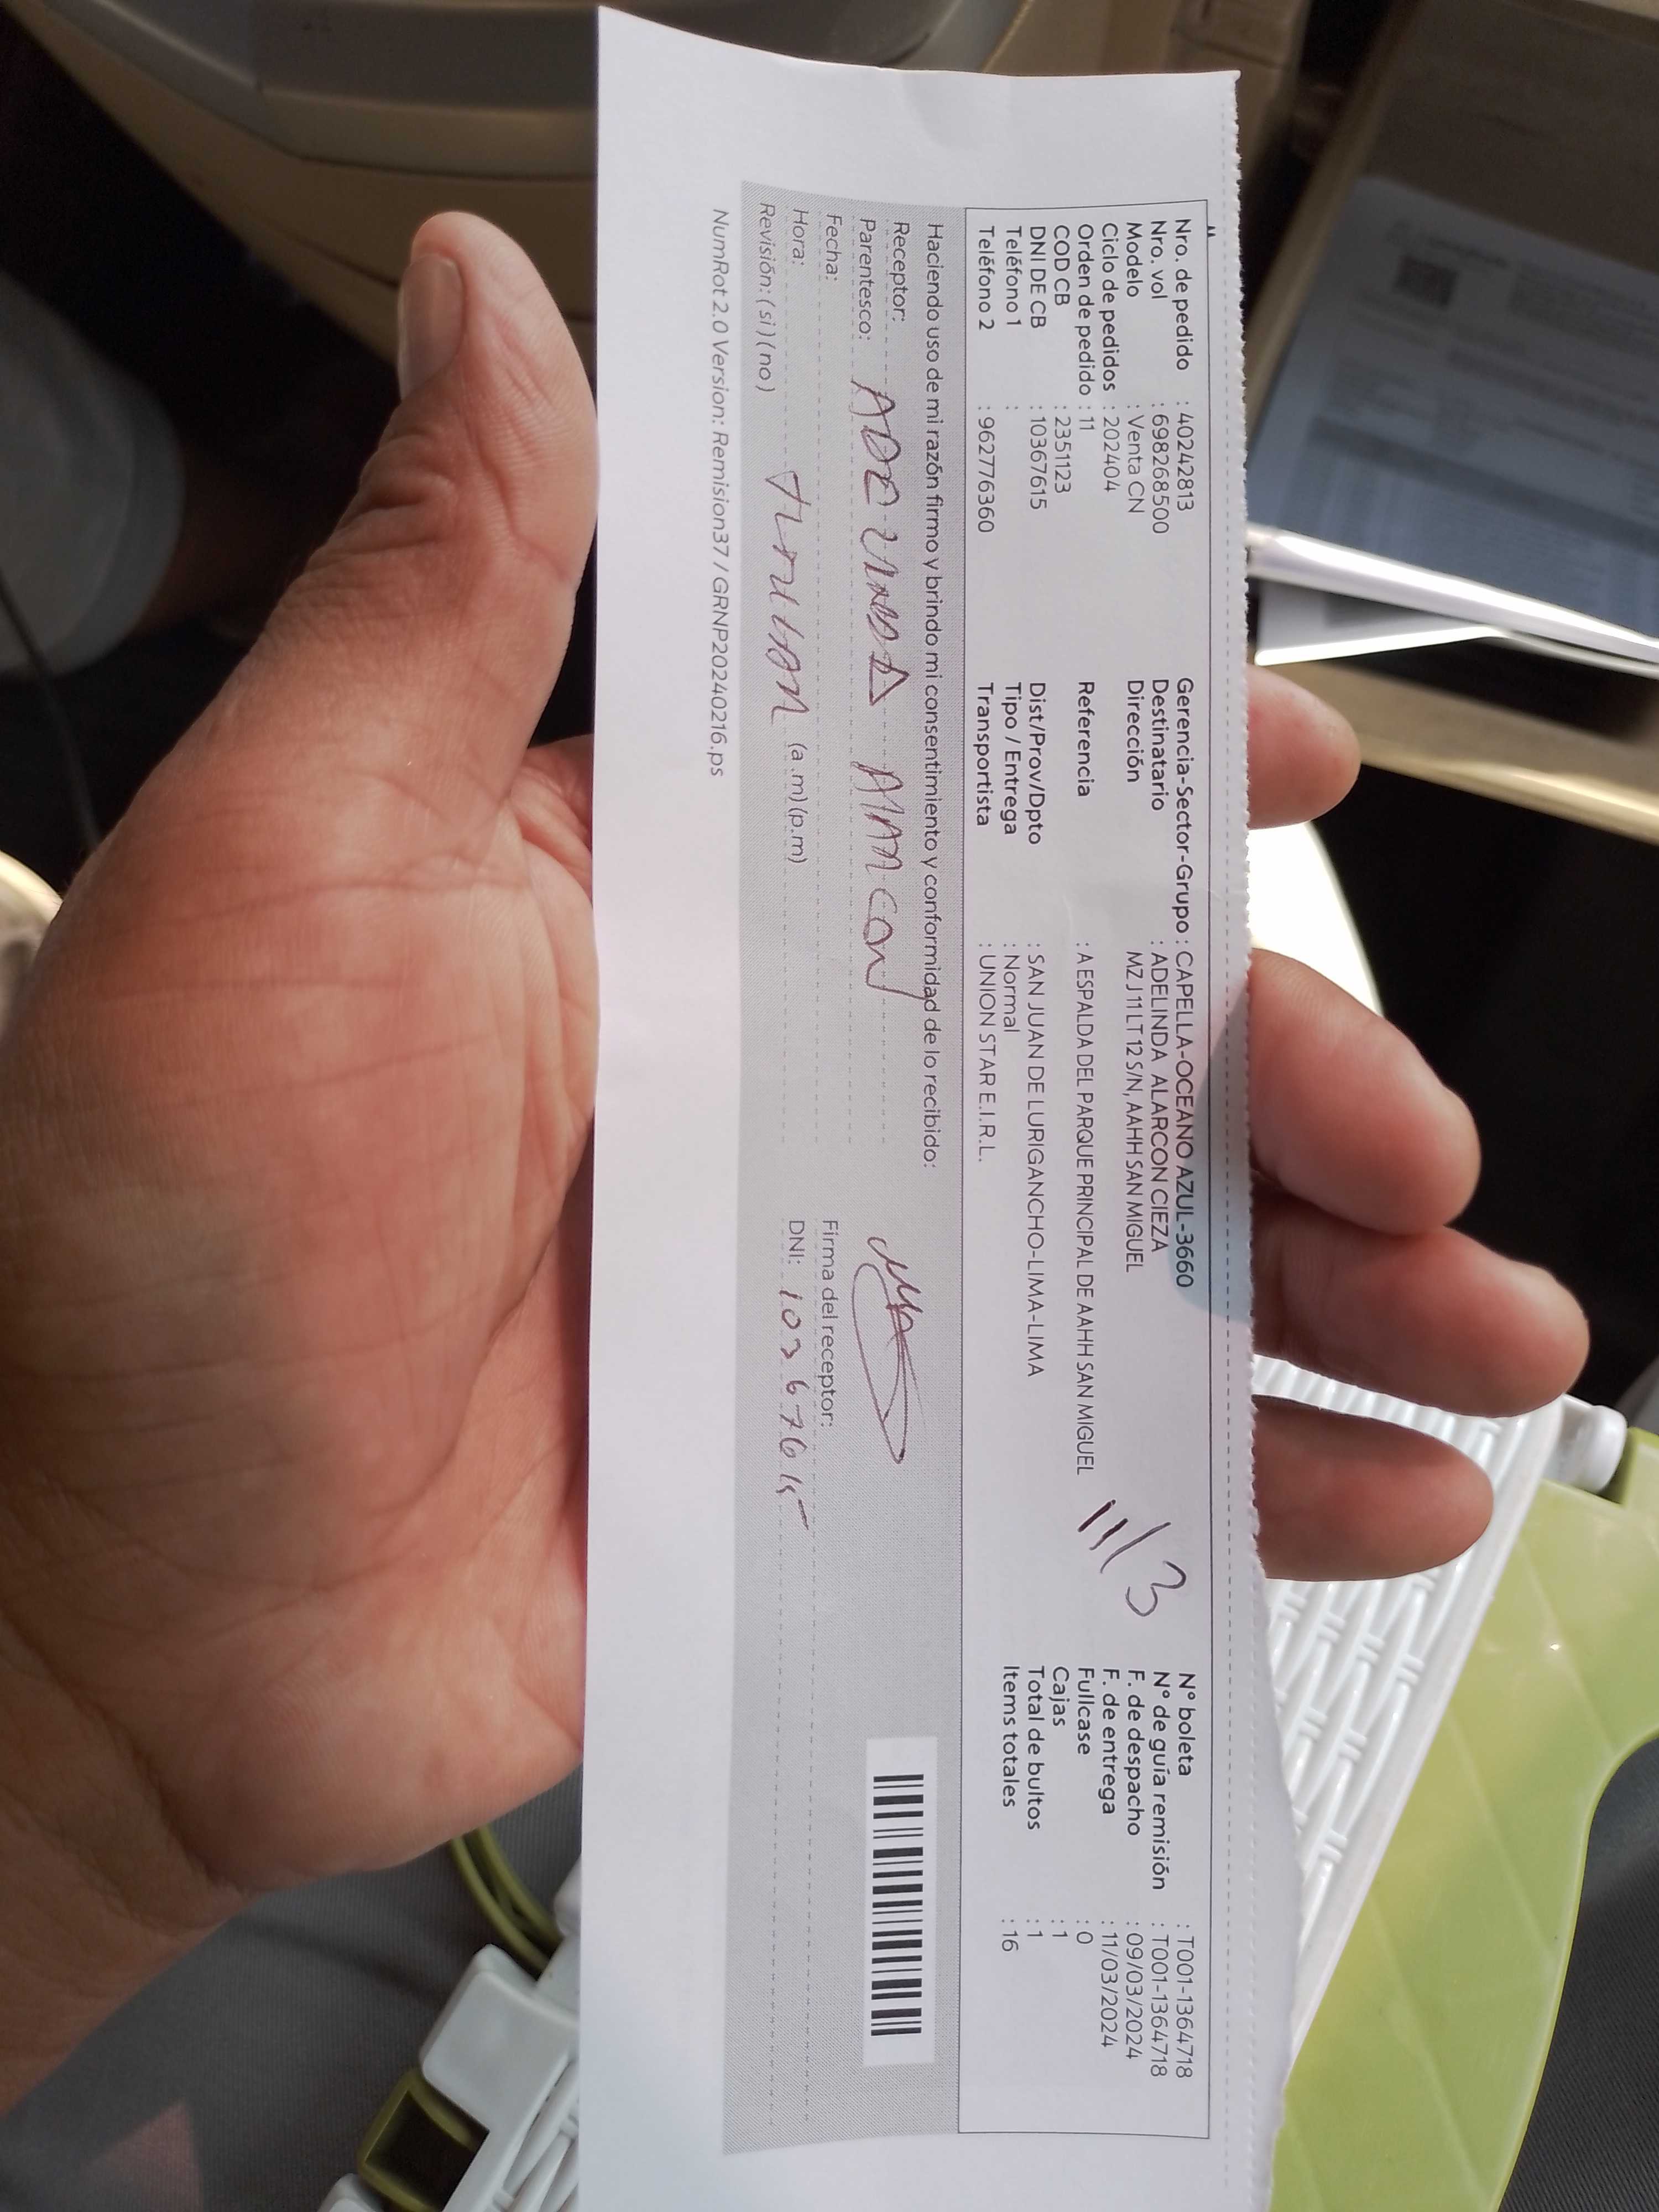 Nro. de pedido : 40242813 Gerencia-Sector-Grupo : CAPELLA-OCEANO AZUL-3660 N° boleta : T001-1364718
Nro. vol : 698268500 Destinatario : ADELINDA ALARCON CIEZA N° de guía remisión : T001-1364718
Modelo : Venta CN Dirección MZ J11 LT 12 S/N, AAHH SAN MIGUEL F. de despacho : 09/03/2024
Ciclo de pedidos : 202404 F. de entrega : 11/03/2024
Orden de pedido : 11 Referencia : A ESPALDA DEL PARQUE PRINCIPAL DE AAHH SAN MIGUEL Fullcase : 0
11/3
COD CB : 2351123 Cajas : 1
DNI DE CB : 10367615 Dist/Prov/Dpto : SAN JUAN DE LURIGANCHO-LIMA-LIMA Total de bultos : 1
Teléfono 1 : Tipo / Entrega : Normal Items totales : 16
Teléfono 2 : 962776360 Transportista : UNION STAR E.I.R.L.
Haciendo uso de mi razón firmo y brindo mi consentimiento y conformidad de lo recibido:
Receptor:
Parentesco:
Fecha: Firma del receptor:
Hora: (a.m)(p.m) DNI: 10367615
Revisión: (si)(no)
NumRot 2.0 Version: Remision37 / GRNP20240216.ps